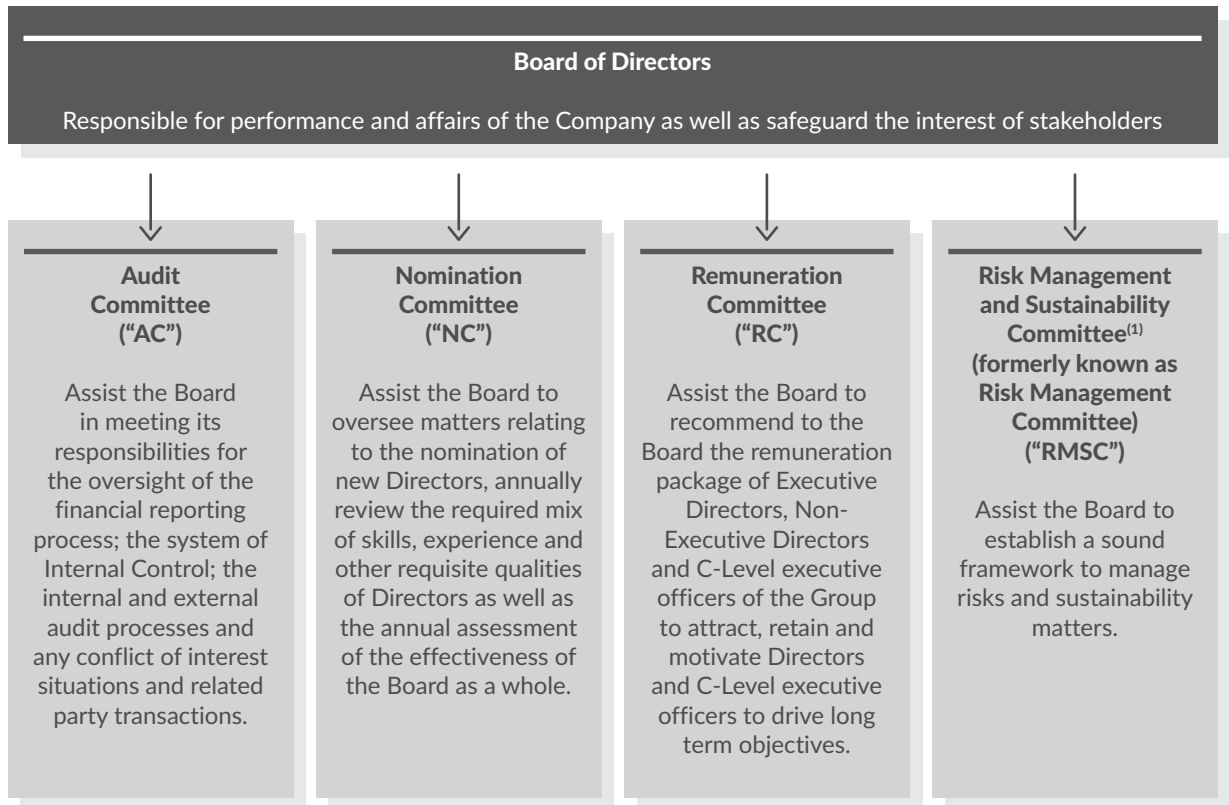 Board of Directors
Responsible for performance and affairs of the Company as well as safeguard the interest of stakeholders
Audit
Committee
(“AC”)
Assist the Board
in meeting its
responsibilities for
the oversight of the
financial reporting
process; the system of
Internal Control; the
internal and external
audit processes and
any conflict of interest
situations and related
party transactions.
Nomination
Committee
(“NC”)
Assist the Board to
oversee matters relating
to the nomination of
new Directors, annually
review the required mix
of skills, experience and
other requisite qualities
of Directors as well as
the annual assessment
of the effectiveness of
the Board as a whole.
Remuneration
Committee
(“RC”)
Assist the Board to
recommend to the
Board the remuneration
package of Executive
Directors, Non-
Executive Directors
and C-Level executive
officers of the Group
to attract, retain and
motivate Directors
and C-Level executive
officers to drive long
term objectives.
Risk Management
and Sustainability
Committee(1)
(formerly known as
Risk Management
Committee)
(“RMSC”)
Assist the Board to
establish a sound
framework to manage
risks and sustainability
matters.